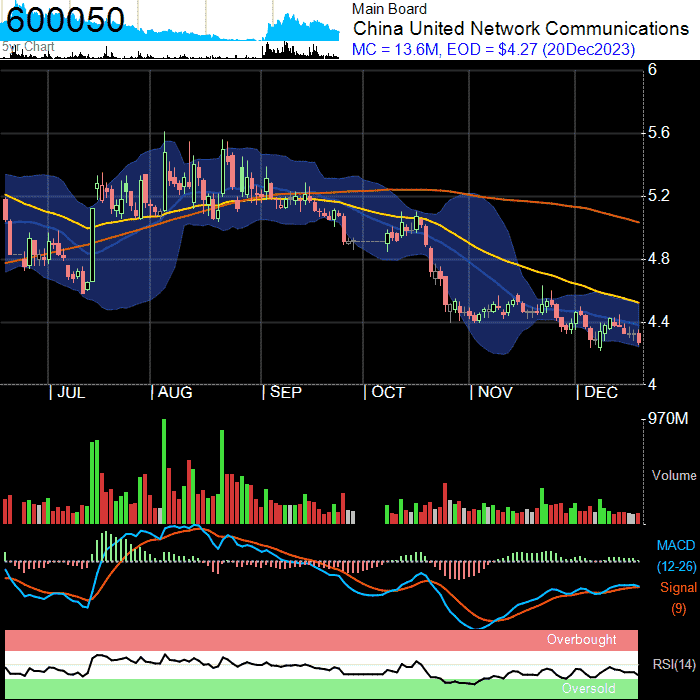 600050
5yr Chart
Main Board
China United Network Communications
MC = 13.6M, EOD = $4.27 (20Dec2023)
6
5.6
5.2
4.8
4.4
4
| JUL | AUG | SEP | OCT | NOV | DEC
970M
Volume
MACD
(12-26)
Signal
(9)
Overbought
RSI(14)
Oversold